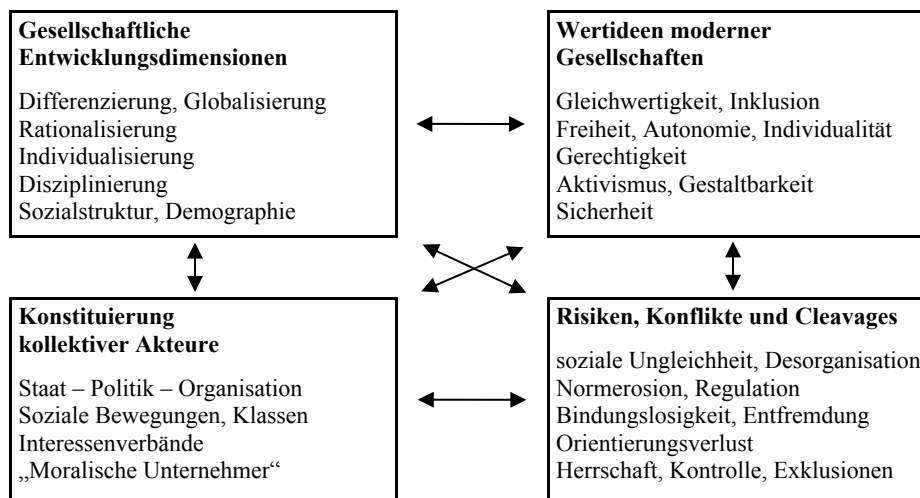 Gesellschaftliche
Entwicklungsdimensionen
Differenzierung, Globalisierung
Rationalisierung
Individualisierung
Disziplinierung
Sozialstruktur, Demographie
Wertideen moderner
Gesellschaften
Gleichwertigkeit, Inklusion
Freiheit, Autonomie, Individualität
Gerechtigkeit
Aktivismus, Gestaltbarkeit
Sicherheit
Konstituierung
kollektiver Akteure
Staat – Politik – Organisation
Soziale Bewegungen, Klassen
Interessenverbände
„Moralische Unternehmer“
Risiken, Konflikte und Cleavages
soziale Ungleichheit, Desorganisation
Normerosion, Regulation
Bindungslosigkeit, Entfremdung
Orientierungsverlust
Herrschaft, Kontrolle, Exklusionen